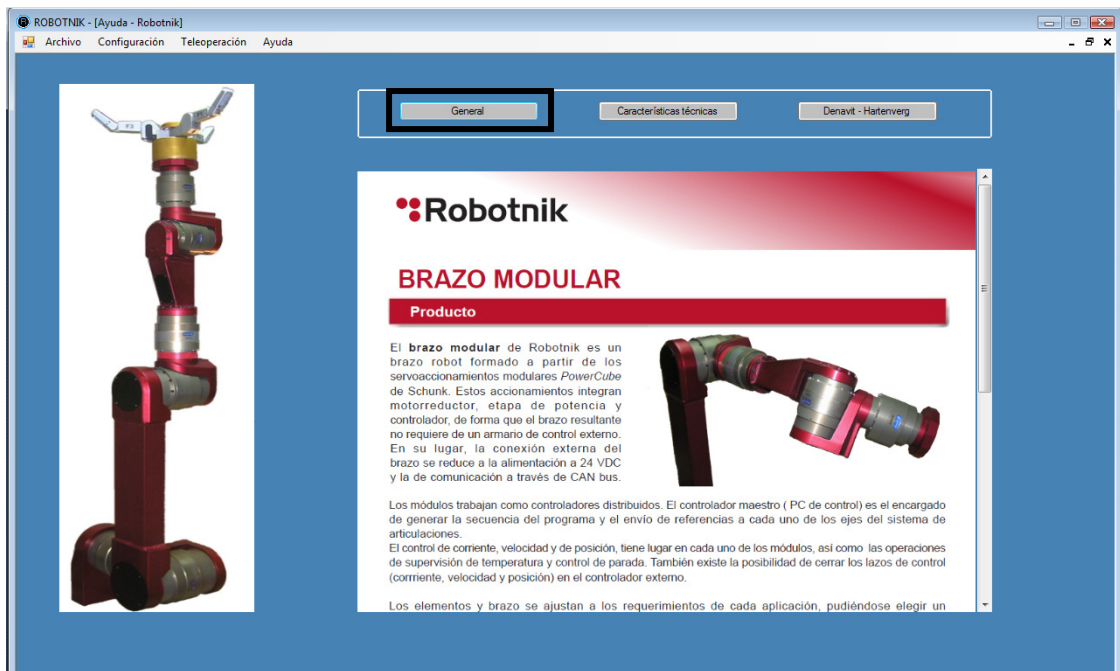 ROBOTNIK - [Ayuda - Robotnik]
Archivo Configuración Teleoperación Ayuda
General Características técnicas Denavit - Hartenverg
Robotnik
BRAZO MODULAR
Producto
El brazo modular de Robotnik es un
brazo robot formado a partir de los
servoaccionamientos modulares PowerCube
de Schunk. Estos accionamientos integran
motorreductor, etapa de potencia y
controlador, de forma que el brazo resultante
no requiere de un armario de control externo.
En su lugar, la conexión externa del
brazo se reduce a la alimentación a 24 VDC
y la de comunicación a través de CAN bus.
Los módulos trabajan como controladores distribuidos. El controlador maestro ( PC de control) es el encargado
de generar la secuencia del programa y el envío de referencias a cada uno de los ejes del sistema de
articulaciones.
El control de corriente, velocidad y de posición, tiene lugar en cada uno de los módulos, así como las operaciones
de supervisión de temperatura y control de parada. También existe la posibilidad de cerrar los lazos de control
(corrriente, velocidad y posición) en el controlador externo.
Los elementos y brazo se ajustan a los requerimientos de cada aplicación, pudiéndose elegir un